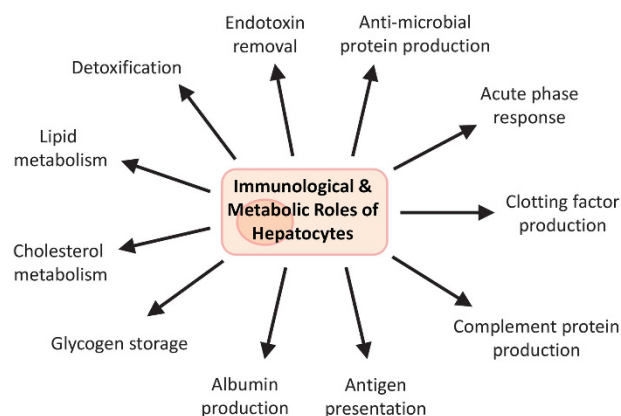 Endotoxin
removal
Anti-microbial
protein production
Detoxification
Acute phase
response
Lipid
metabolism
Immunological &
Metabolic Roles of
Hepatocytes
Clotting factor
production
Cholesterol
metabolism
Complement protein
production
Glycogen storage
Albumin
production
Antigen
presentation